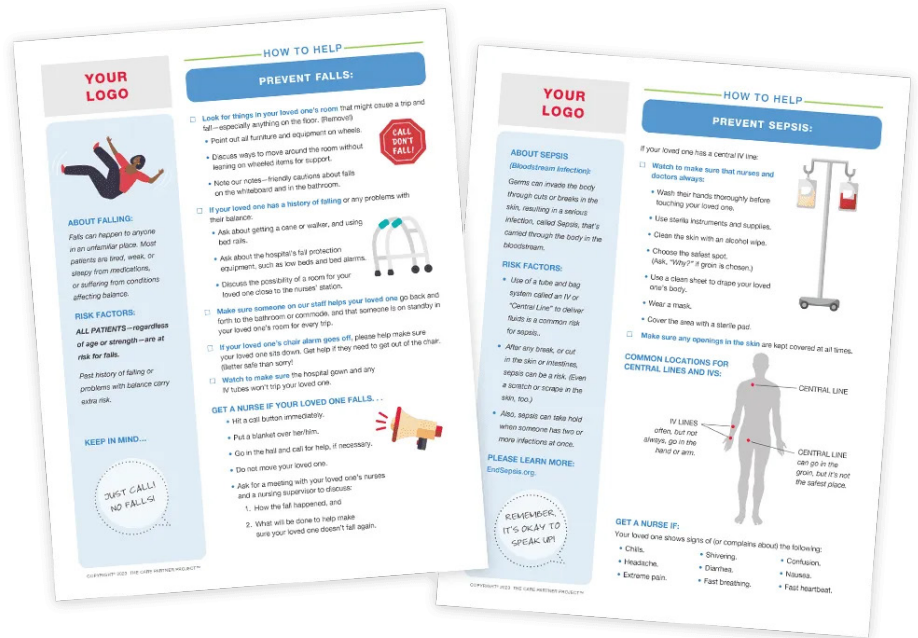 YOUR
LOGO
ABOUT FALLING:
Falls can happen to anyone
in an unfamiliar place. Most
patients are tired, weak, or
sleepy from medications,
or suffering from conditions
affecting balance.
RISK FACTORS:
ALL PATIENTS—regardless
of age or strength—are at
risk for falls.
Past history of falling or
problems with balance carry
extra risk.
KEEP IN MIND...
JUST CALL!
NO FALLS!
COPYRIGHT© 2023 THE CARE PARTNER PROJECT™
HOW TO HELP
PREVENT FALLS:
Look for things in your loved one's room that might cause a trip and
fall—especially anything on the floor. (Remove!)
• Point out all furniture and equipment on wheels.
• Discuss ways to move around the room without
leaning on wheeled items for support.
• Note our notes—friendly cautions about falls
on the whiteboard and in the bathroom.
CALL
DON'T
FALL!
If your loved one has a history of falling or any problems with
their balance:
• Ask about getting a cane or walker, and using
bed rails.
• Ask about the hospital's fall protection
equipment, such as low beds and bed alarms.
• Discuss the possibility of a room for your
loved one close to the nurses' station.
Make sure someone on our staff helps your loved one go back and
forth to the bathroom or commode, and that someone is on standby in
your loved one's room for every trip.
If your loved one's chair alarm goes off, please help make sure
your loved one sits down. Get help if they need to get out of the chair.
(Better safe than sorry!)
Watch to make sure the hospital gown and any
IV tubes won't trip your loved one.
GET A NURSE IF YOUR LOVED ONE FALLS. . .
• Hit a call button immediately.
• Put a blanket over her/him.
• Go in the hall and call for help, if necessary.
• Do not move your loved one.
• Ask for a meeting with your loved one's nurses
and a nursing supervisor to discuss:
1. How the fall happened, and
2. What will be done to help make
sure your loved one doesn't fall again.
YOUR
LOGO
ABOUT SEPSIS
(Bloodstream Infection):
Germs can invade the body
through cuts or breaks in the
skin, resulting in a serious
infection, called Sepsis, that's
carried through the body in the
bloodstream.
RISK FACTORS:
• Use of a tube and bag
system called an IV or
"Central Line" to deliver
fluids is a common risk
for sepsis..
• After any break, or cut
in the skin or intestines,
sepsis can be a risk. (Even
a scratch or scrape in the
skin, too.)
• Also, sepsis can take hold
when someone has two or
more infections at once.
PLEASE LEARN MORE:
EndSepsis.org.
REMEMBER,
IT'S OKAY TO
SPEAK UP!
COPYRIGHT© 2023 THE CARE PARTNER PROJECT™
HOW TO HELP
PREVENT SEPSIS:
If your loved one has a central IV line:
Watch to make sure that nurses and
doctors always:
• Wash their hands thoroughly before
touching your loved one.
• Use sterile instruments and supplies.
• Clean the skin with an alcohol wipe.
• Choose the safest spot.
(Ask, "Why?" if groin is chosen.)
• Use a clean sheet to drape your loved
one's body.
• Wear a mask.
• Cover the area with a sterile pad.
Make sure any openings in the skin are kept covered at all times.
COMMON LOCATIONS FOR
CENTRAL LINES AND IVS:
CENTRAL LINE
IV LINES
often, but not
always, go in the
hand or arm.
CENTRAL LINE
can go in the
groin, but it's not
the safest place.
GET A NURSE IF:
Your loved one shows signs of (or complains about) the following:
• Chills.
• Headache.
• Extreme pain.
• Shivering.
• Diarrhea.
• Fast breathing.
• Confusion.
• Nausea.
• Fast heartbeat.